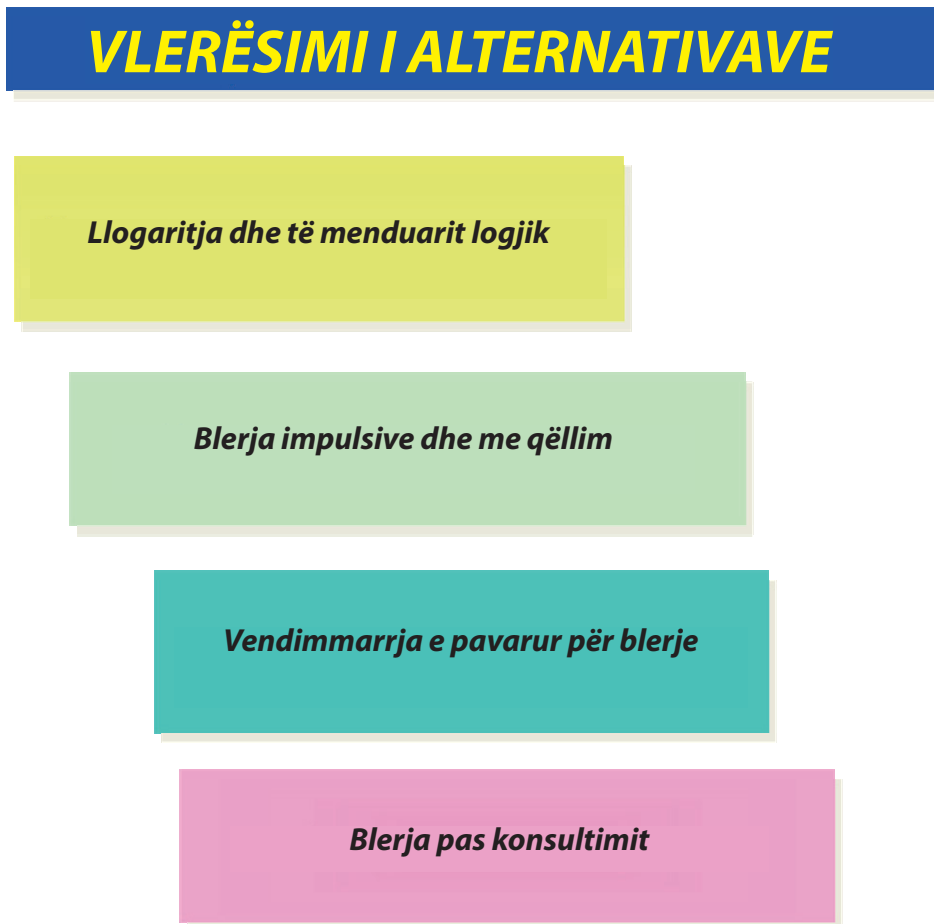 VLERËSIMI I ALTERNATIVAVE
Llogaritja dhe të menduarit logjik
Blerja impulsive dhe me qëllim
Vendimmarrja e pavarur për blerje
Blerja pas konsultimit